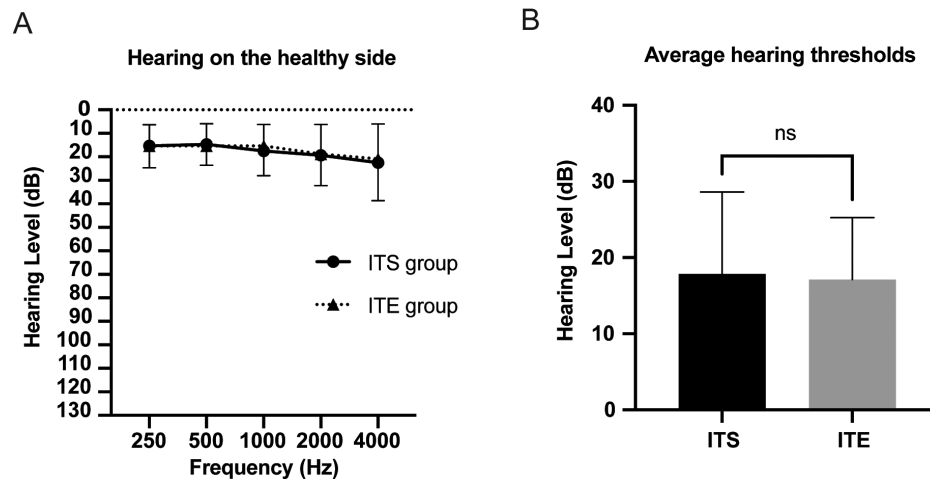 A
Hearing on the healthy side
Hearing Level (dB)
0
10
20
30
40
50
60
70
80
90
100
110
120
130
250 500 1000 2000 4000
Frequency (Hz)
ITS group
ITE group
B
Average hearing thresholds
Hearing Level (dB)
40
30
20
10
0
ns
ITS ITE